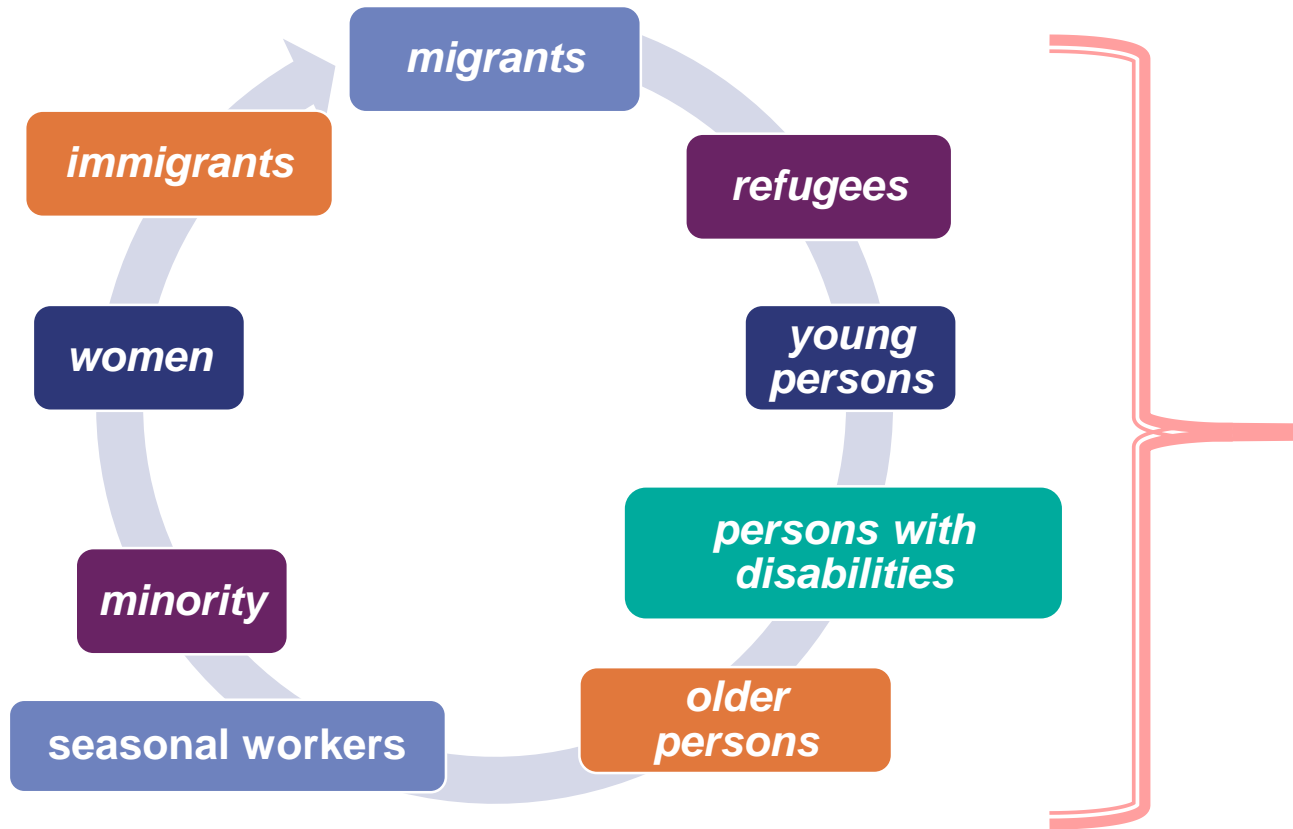 migrants
refugees
young
persons
persons with
disabilities
older
persons
seasonal workers
minority
women
immigrants